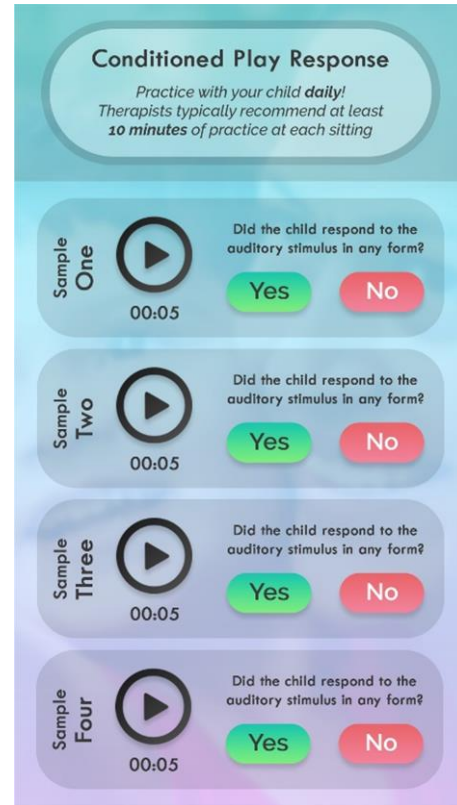 Conditioned Play Response
Practice with your child daily!
Therapists typically recommend at least
10 minutes of practice at each sitting
Sample
One
00:05
Did the child respond to the
auditory stimulus in any form?
Yes
No
Sample
Two
00:05
Did the child respond to the
auditory stimulus in any form?
Yes
No
Sample
Three
00:05
Did the child respond to the
auditory stimulus in any form?
Yes
No
Sample
Four
00:05
Did the child respond to the
auditory stimulus in any form?
Yes
No